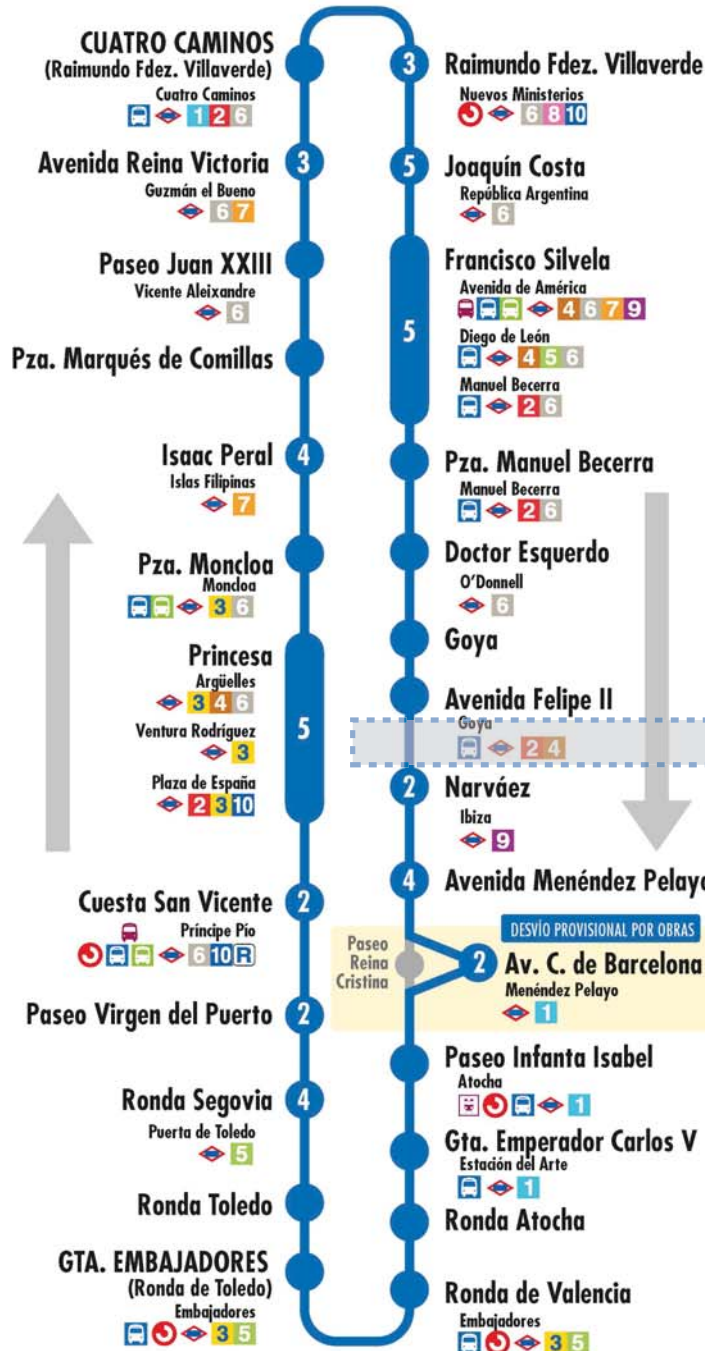 CUATRO CAMINOS
(Raimundo Fdez. Villaverde)
Cuatro Caminos
1 2 6
3
Avenida Reina Victoria
Guzmán el Bueno
6 7
Paseo Juan XXIII
Vicente Aleixandre
6
Pza. Marqués de Comillas
Isaac Peral
4
Islas Filipinas
7
Pza. Moncloa
Moncloa
3 6
Princesa
5
Argüelles
3 4 6
Ventura Rodríguez
3
Plaza de España
2 3 10
Cuesta San Vicente
2
Príncipe Pío
6 10 R
Paseo Virgen del Puerto
2
Ronda Segovia
4
Puerta de Toledo
5
Ronda Toledo
GTA. EMBAJADORES
(Ronda de Toledo)
Embajadores
3 5
3
Raimundo Fdez. Villaverde
Nuevos Ministerios
6 8 10
5
Joaquín Costa
República Argentina
6
Francisco Silvela
5
Avenida de América
4 6 7 9
Diego de León
4 5 6
Manuel Becerra
2 6
Pza. Manuel Becerra
Manuel Becerra
2 6
Doctor Esquerdo
O'Donnell
6
Goya
Avenida Felipe II
Goya
2 4
2
Narváez
Ibiza
9
4
Avenida Menéndez Pelayo
DESVÍO PROVISIONAL POR OBRAS
Paseo
Reina
Cristina
2
Av. C. de Barcelona
Menéndez Pelayo
1
Paseo Infanta Isabel
Atocha
1
Gta. Emperador Carlos V
Estación del Arte
1
Ronda Atocha
Ronda de Valencia
Embajadores
3 5